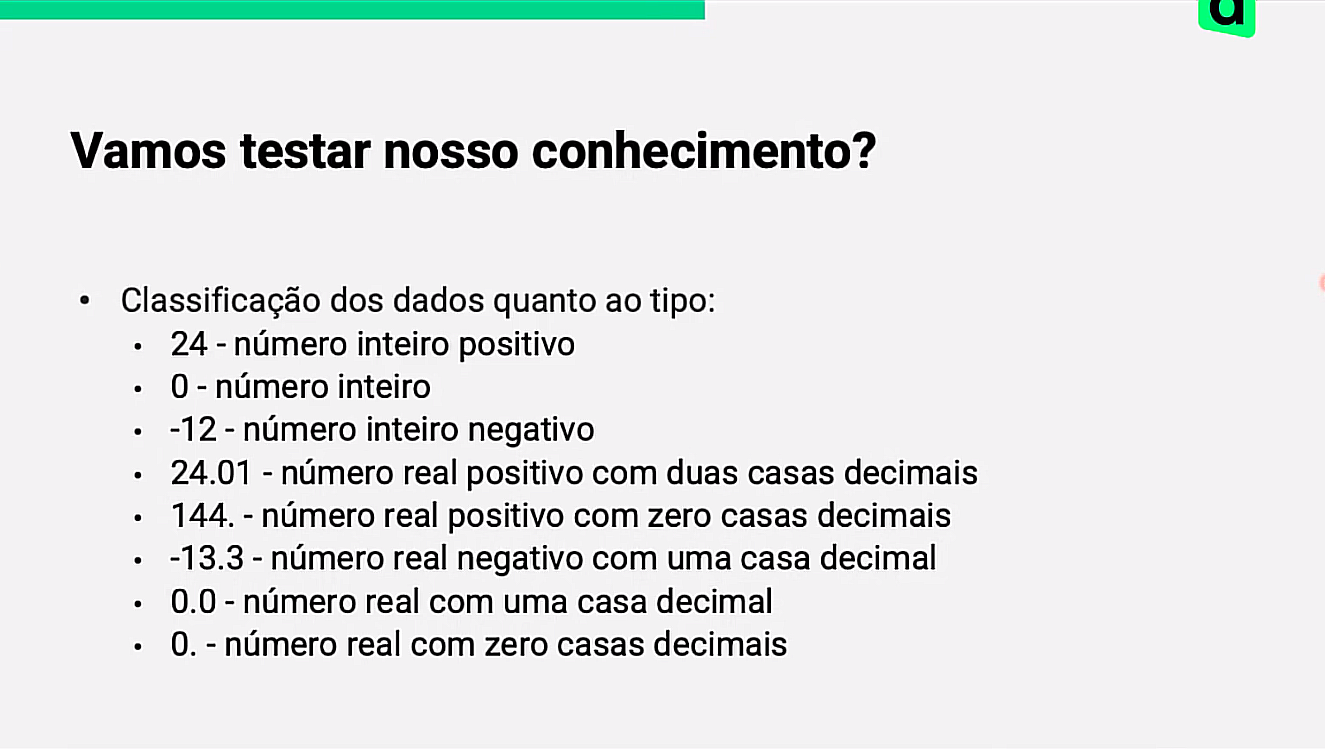 d
Vamos testar nosso conhecimento?
• Classificação dos dados quanto ao tipo:
• 24 - número inteiro positivo
• 0 - número inteiro
• -12 - número inteiro negativo
• 24.01 - número real positivo com duas casas decimais
• 144. - número real positivo com zero casas decimais
• -13.3 - número real negativo com uma casa decimal
• 0.0 - número real com uma casa decimal
• 0. - número real com zero casas decimais